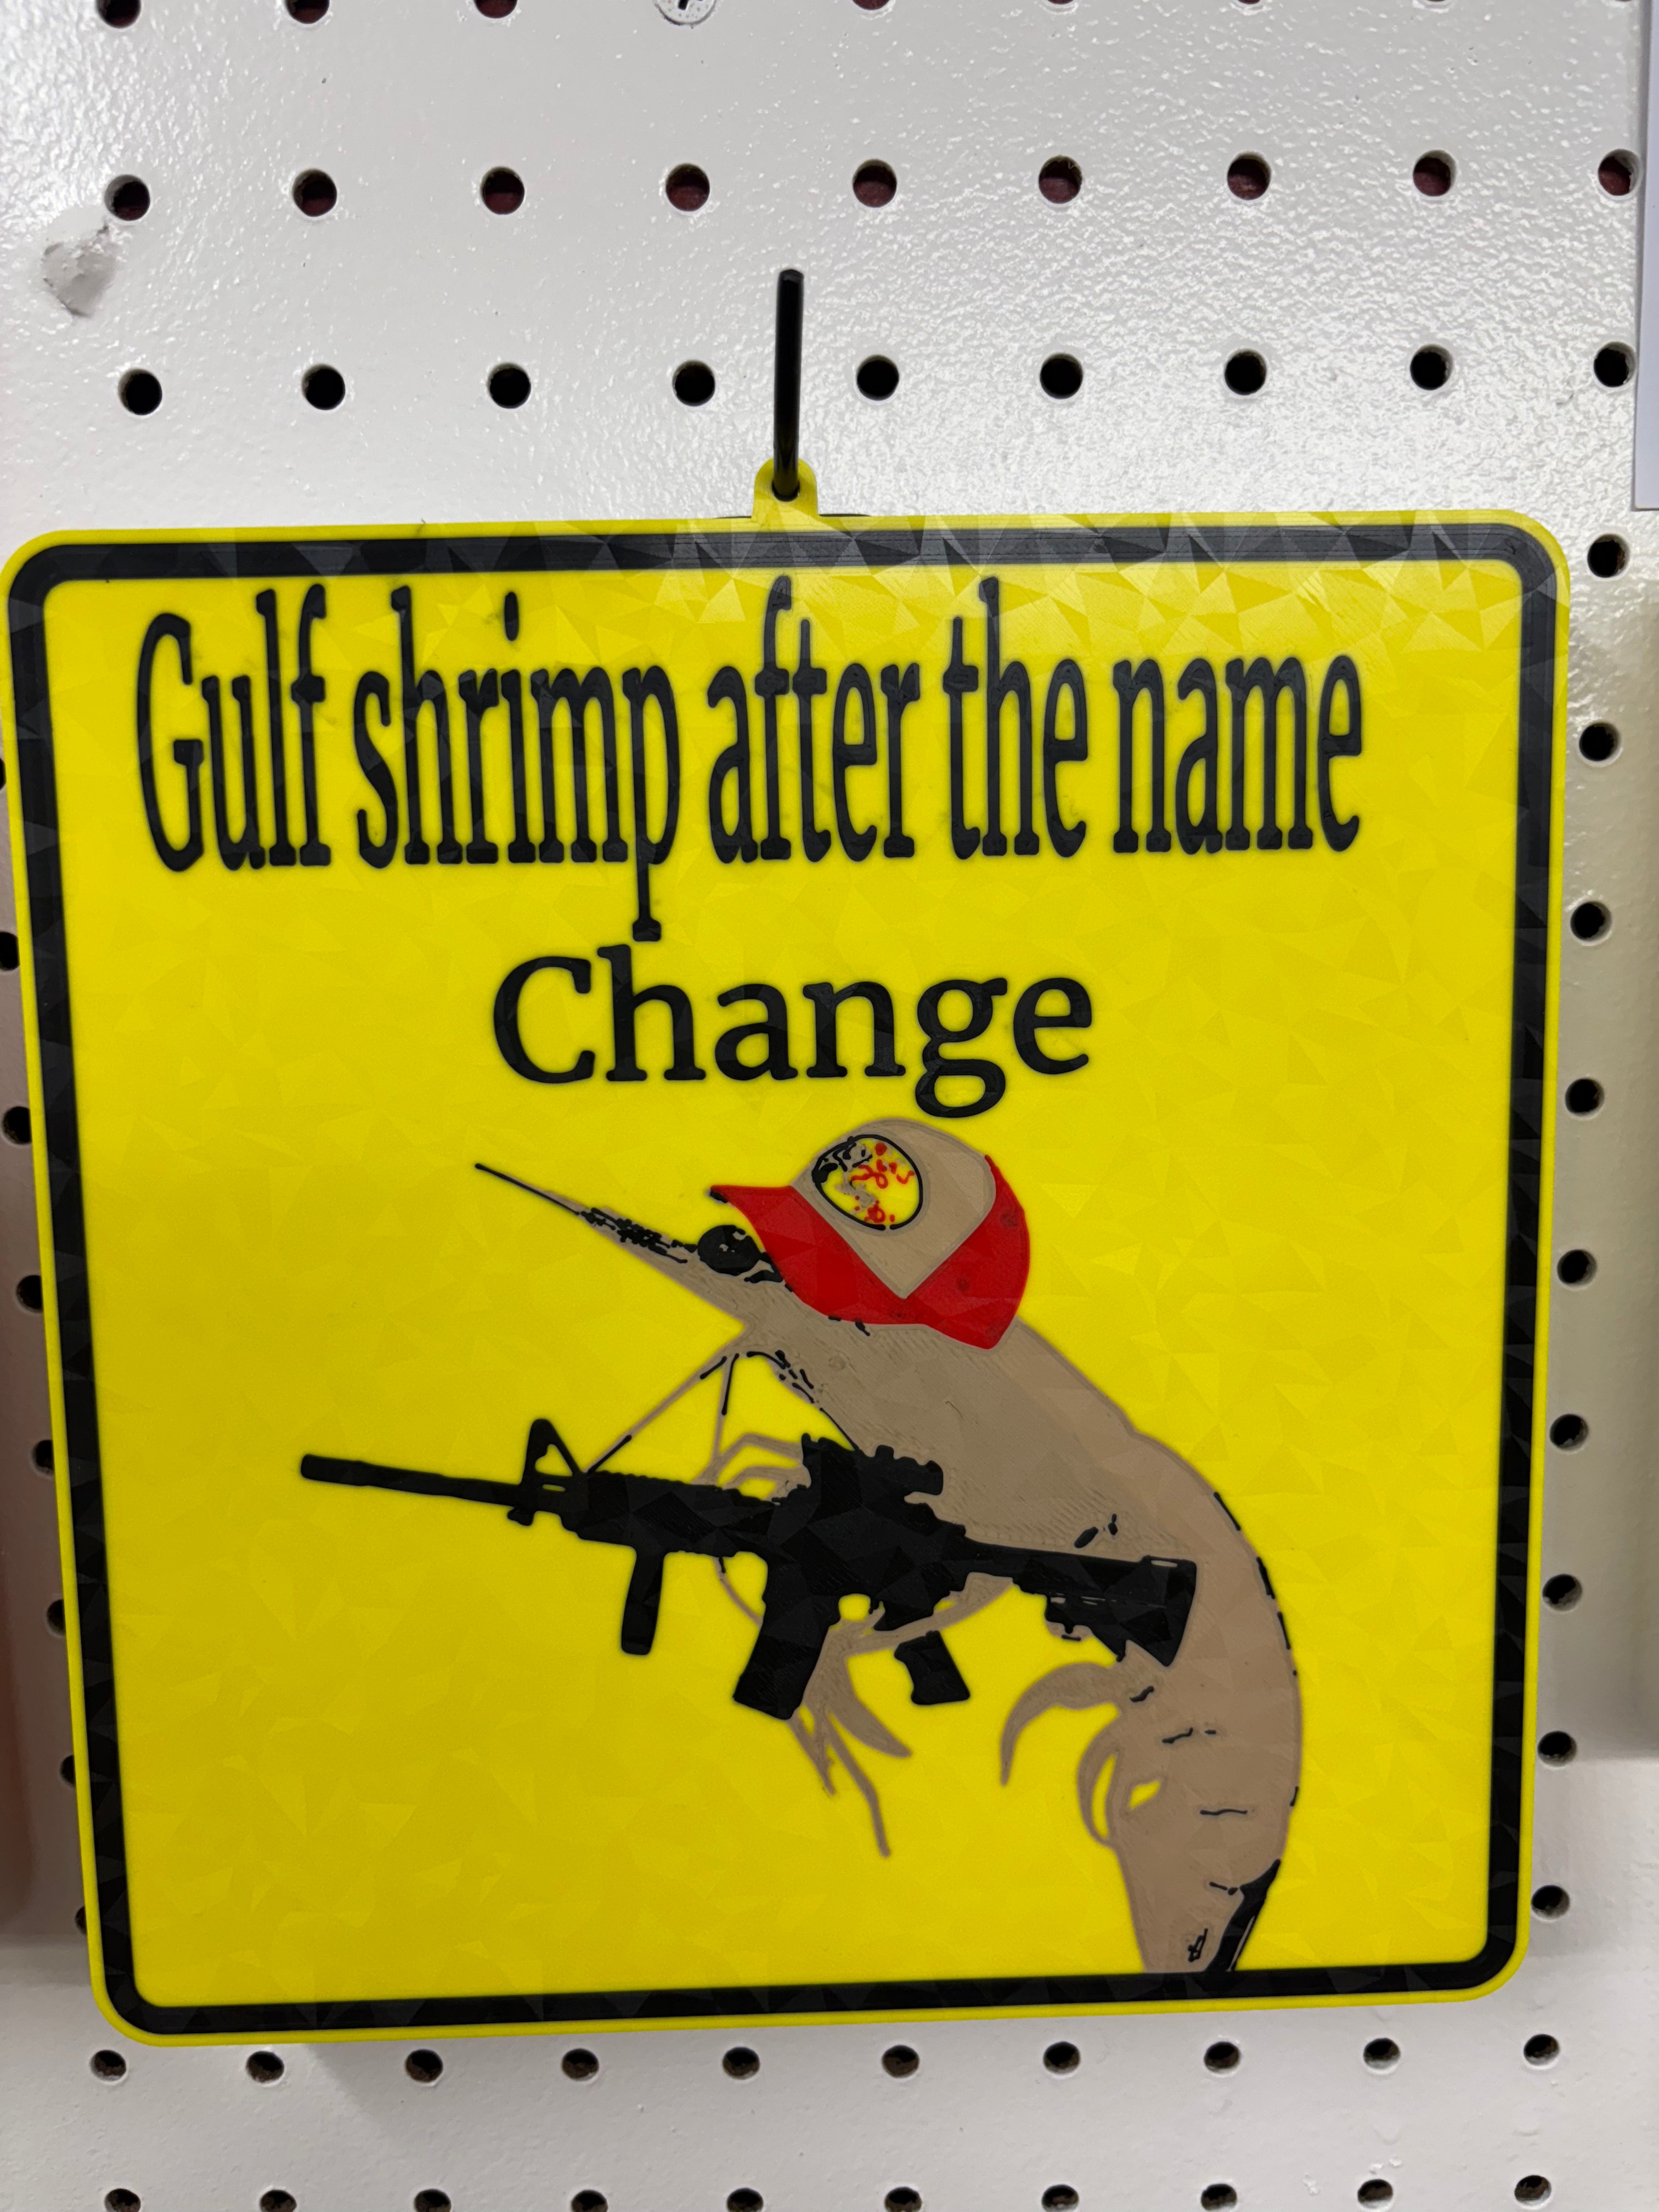 Gulf shrimp after the name
Change